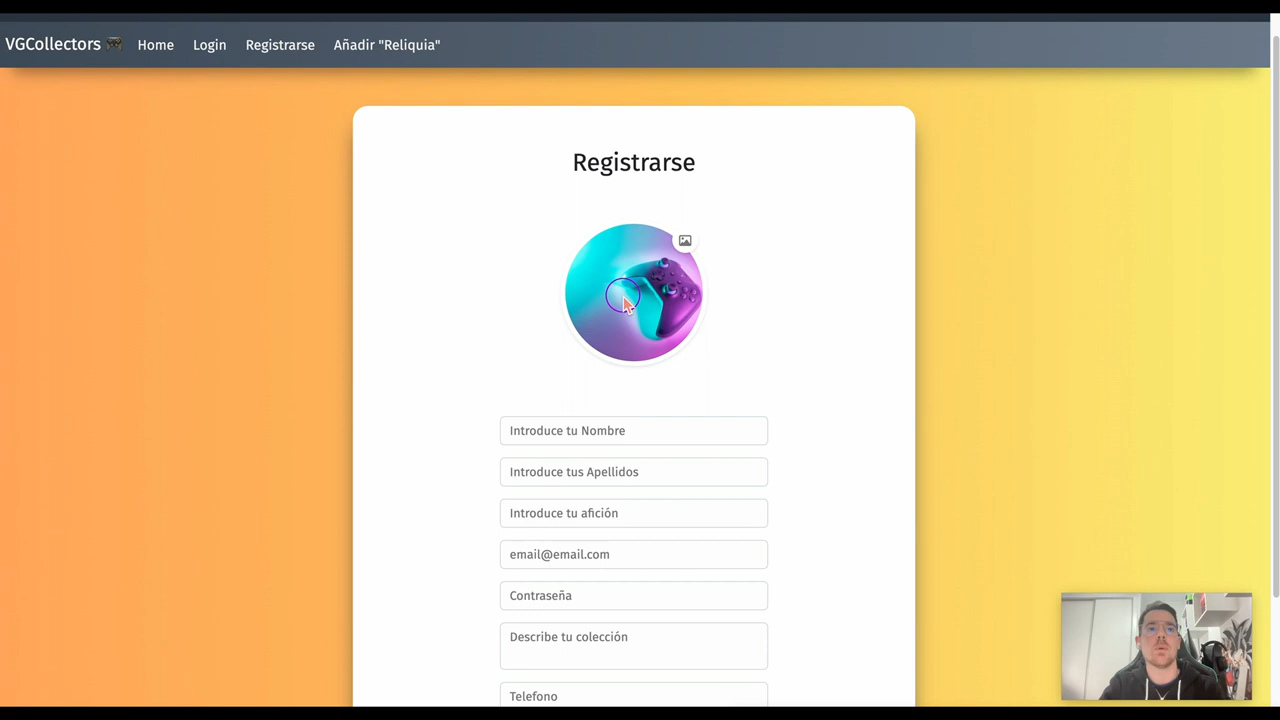 VGCollectors 🎮 Home Login Registrarse Añadir "Reliquia"
Registrarse
Introduce tu Nombre
Introduce tus Apellidos
Introduce tu afición
email@email.com
Contraseña
Describe tu colección
Telefono